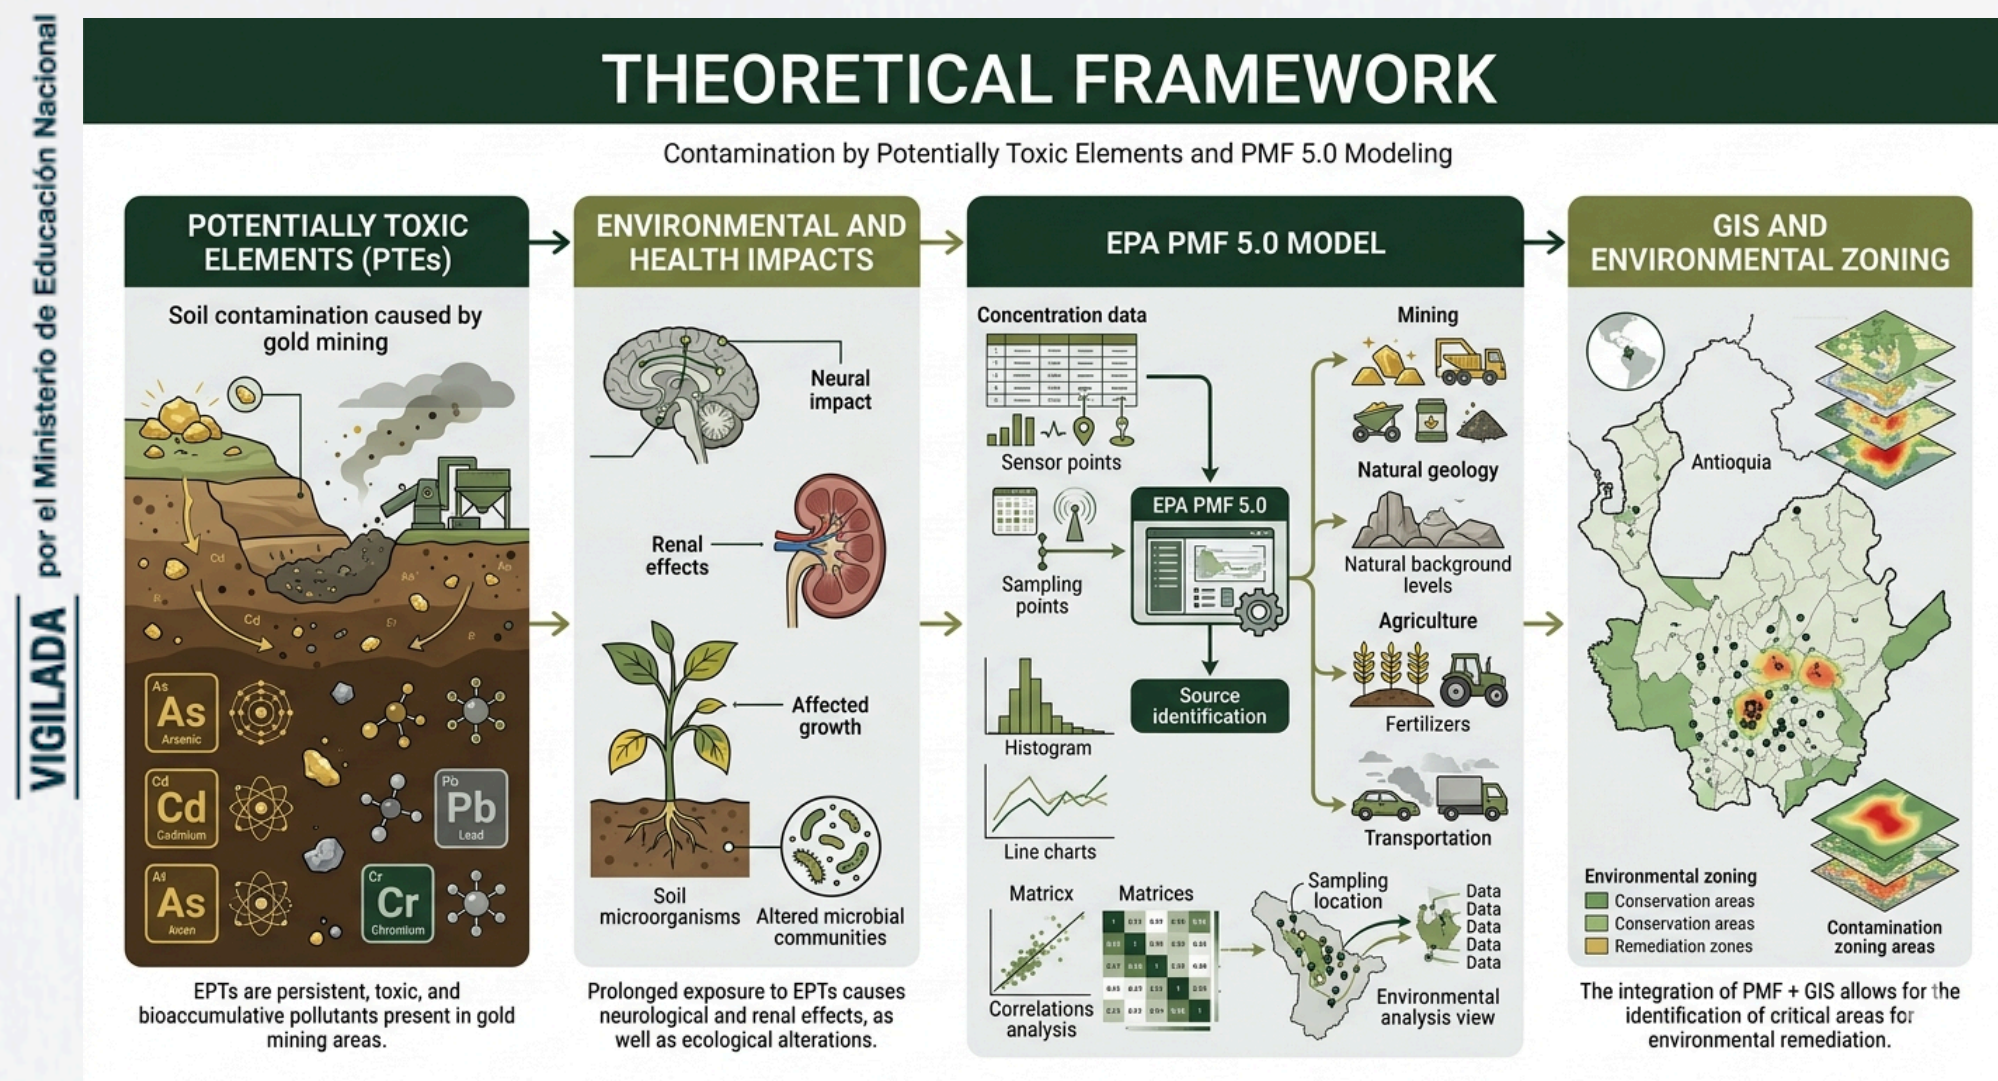 VIGILADA por el Ministerio de Educación Nacional
THEORETICAL FRAMEWORK
Contamination by Potentially Toxic Elements and PMF 5.0 Modeling
POTENTIALLY TOXIC
ELEMENTS (PTEs)
Soil contamination caused by
gold mining
Cd
Cd
As
As
Arsenic
Cd
Cd
Cadmium
Pb
Lead
As
Cr
Cr
Chromium
EPTs are persistent, toxic, and
bioaccumulative pollutants present in gold
mining areas.
ENVIRONMENTAL AND
HEALTH IMPACTS
Neural
impact
Renal
effects
Affected
growth
Soil
microorganisms
Altered microbial
communities
Prolonged exposure to EPTs causes
neurological and renal effects, as
well as ecological alterations.
EPA PMF 5.0 MODEL
Concentration data
Sensor points
Sampling
points
Histogram
Line charts
Matricx
Correlations
analysis
Matrices
EPA PMF 5.0
Source
identification
Mining
Natural geology
Natural background
levels
Agriculture
Fertilizers
Transportation
Sampling
location
Data
Data
Data
Data
Data
Environmental
analysis view
GIS AND
ENVIRONMENTAL ZONING
Antioquia
Environmental zoning
Conservation areas
Conservation areas
Remediation zones
Contamination
zoning areas
The integration of PMF + GIS allows for the
identification of critical areas for
environmental remediation.